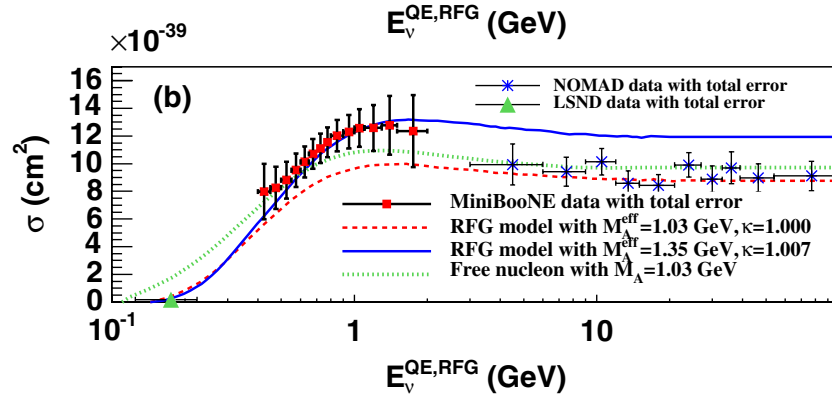 E_ν^QE,RFG (GeV)
×10^-39
(b)
NOMAD data with total error
LSND data with total error
16
14
12
10
8
6
4
2
0
σ (cm²)
MiniBooNE data with total error
RFG model with M_A^eff=1.03 GeV, κ=1.000
RFG model with M_A^eff=1.35 GeV, κ=1.007
Free nucleon with M_A=1.03 GeV
10^-1
1
10
E_ν^QE,RFG (GeV)